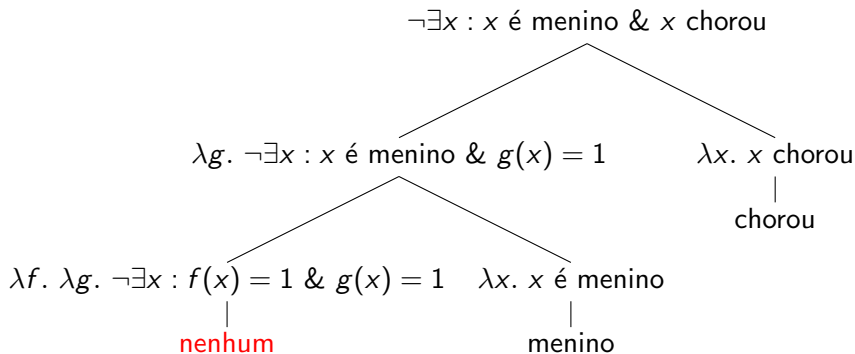 ¬∃x : x é menino & x chorou
λg. ¬∃x : x é menino & g(x) = 1
λx. x chorou
chorou
λf. λg. ¬∃x : f(x) = 1 & g(x) = 1
λx. x é menino
nenhum
menino